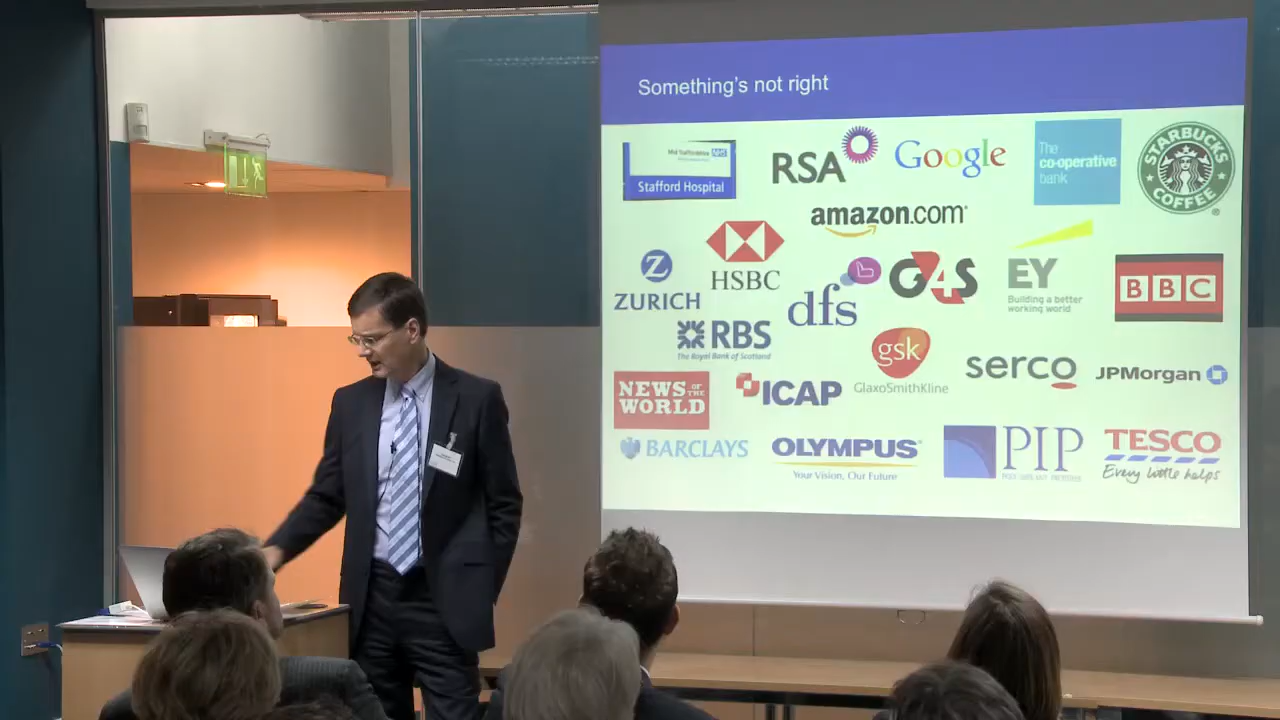 Something's not right
Mid Staffordshire NHS
Stafford Hospital
RSA
Google
The
co-operative
bank
STARBUCKS
COFFEE
amazon.com
HSBC
ZURICH
dfs
G4S
EY
Building a better
working world
BBC
RBS
The Royal Bank of Scotland
gsk
GlaxoSmithKline
serco
JPMorgan
NEWS OF THE
WORLD
ICAP
BARCLAYS
OLYMPUS
Your Vision, Our Future
PIP
TESCO
Every little helps